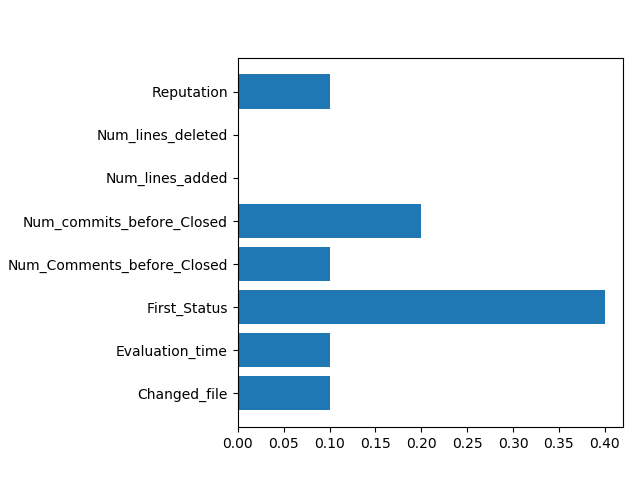 Reputation
Num_lines_deleted
Num_lines_added
Num_commits_before_Closed
Num_Comments_before_Closed
First_Status
Evaluation_time
Changed_file
0.00 0.05 0.10 0.15 0.20 0.25 0.30 0.35 0.40